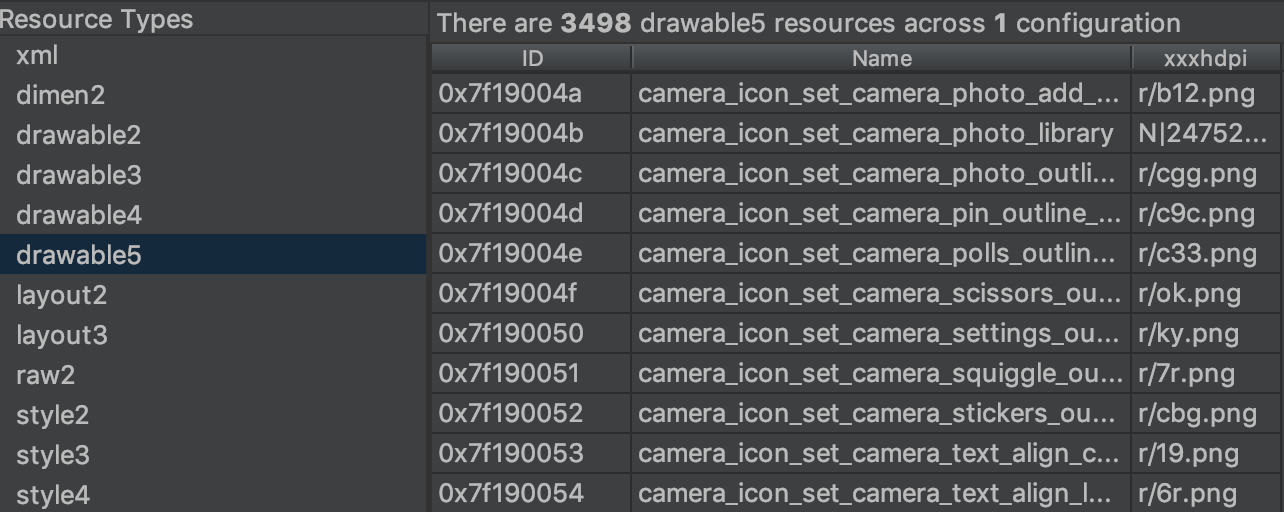 Resource Types
xml
dimen2
drawable2
drawable3
drawable4
drawable5
layout2
layout3
raw2
style2
style3
style4
There are 3498 drawable5 resources across 1 configuration
ID Name xxxhdpi
0x7f19004a camera_icon_set_camera_photo_add_... r/b12.png
0x7f19004b camera_icon_set_camera_photo_library N|24752...
0x7f19004c camera_icon_set_camera_photo_outli... r/cgg.png
0x7f19004d camera_icon_set_camera_pin_outline_... r/c9c.png
0x7f19004e camera_icon_set_camera_polls_outlin... r/c33.png
0x7f19004f camera_icon_set_camera_scissors_ou... r/ok.png
0x7f190050 camera_icon_set_camera_settings_ou... r/ky.png
0x7f190051 camera_icon_set_camera_squiggle_ou... r/7r.png
0x7f190052 camera_icon_set_camera_stickers_ou... r/cbg.png
0x7f190053 camera_icon_set_camera_text_align_c... r/19.png
0x7f190054 camera_icon_set_camera_text_align_l... r/6r.png